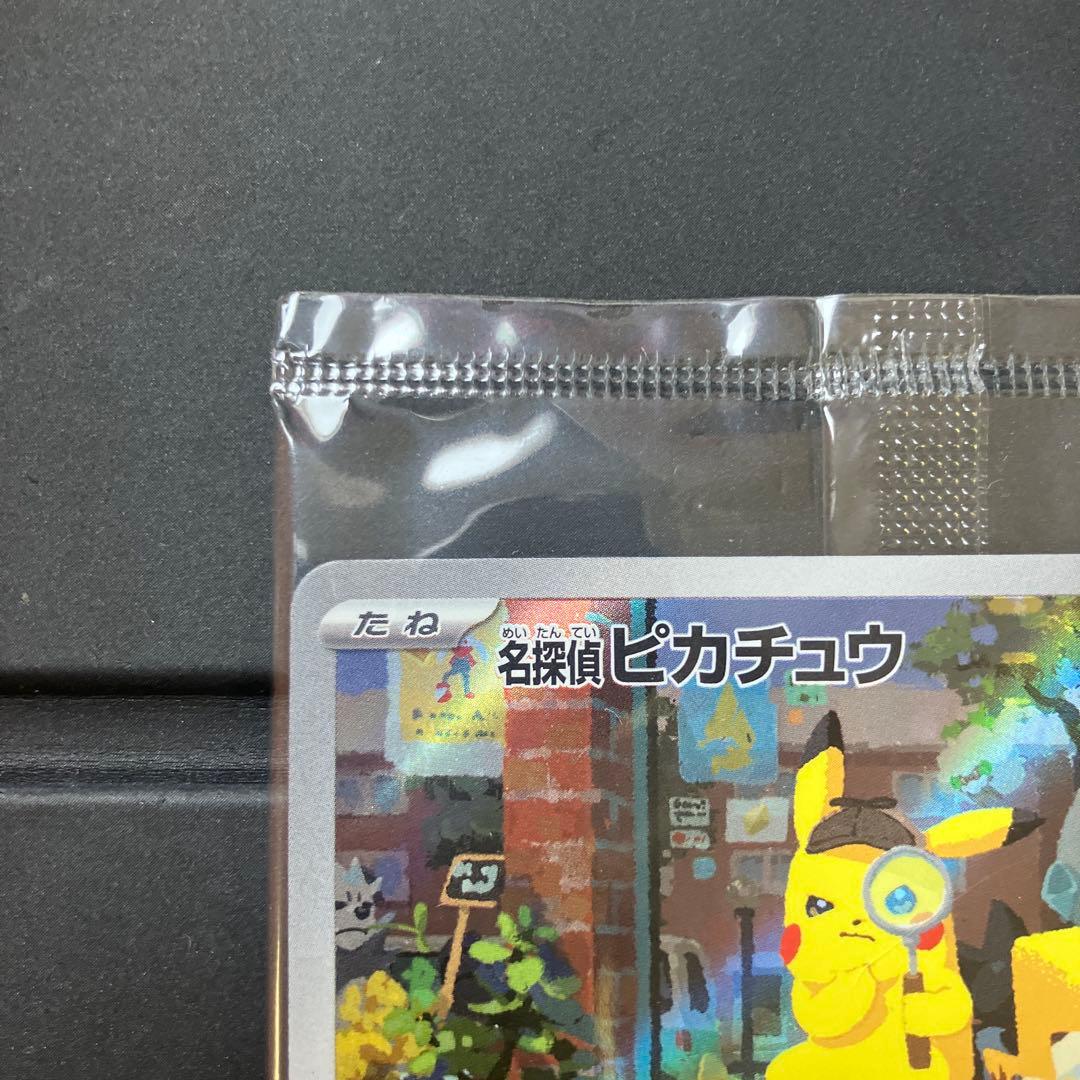 たね
めいたんてい
名探偵ピカチュウ